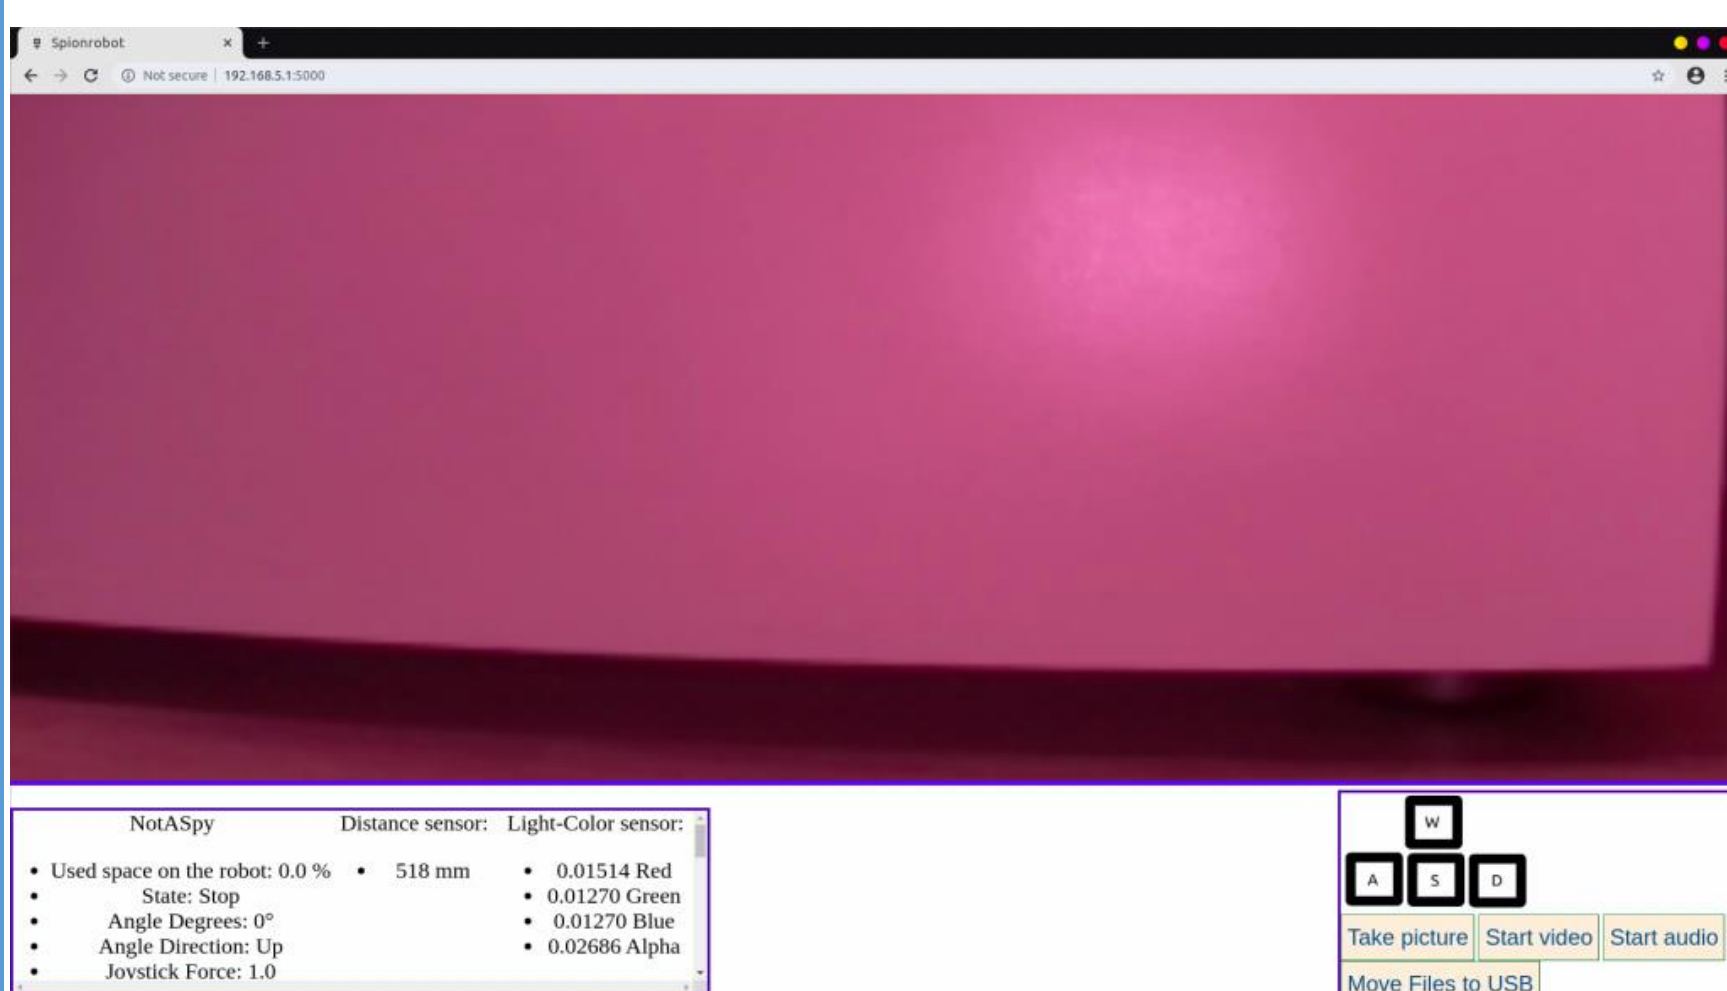 Spionrobot
Not secure | 192.168.5.1:5000
NotASpy
Used space on the robot: 0.0 %
State: Stop
Angle Degrees: 0°
Angle Direction: Up
Joystick Force: 1.0
Distance sensor:
518 mm
Light-Color sensor:
0.01514 Red
0.01270 Green
0.01270 Blue
0.02686 Alpha
W
A S D
Take picture Start video Start audio
Move Files to USB